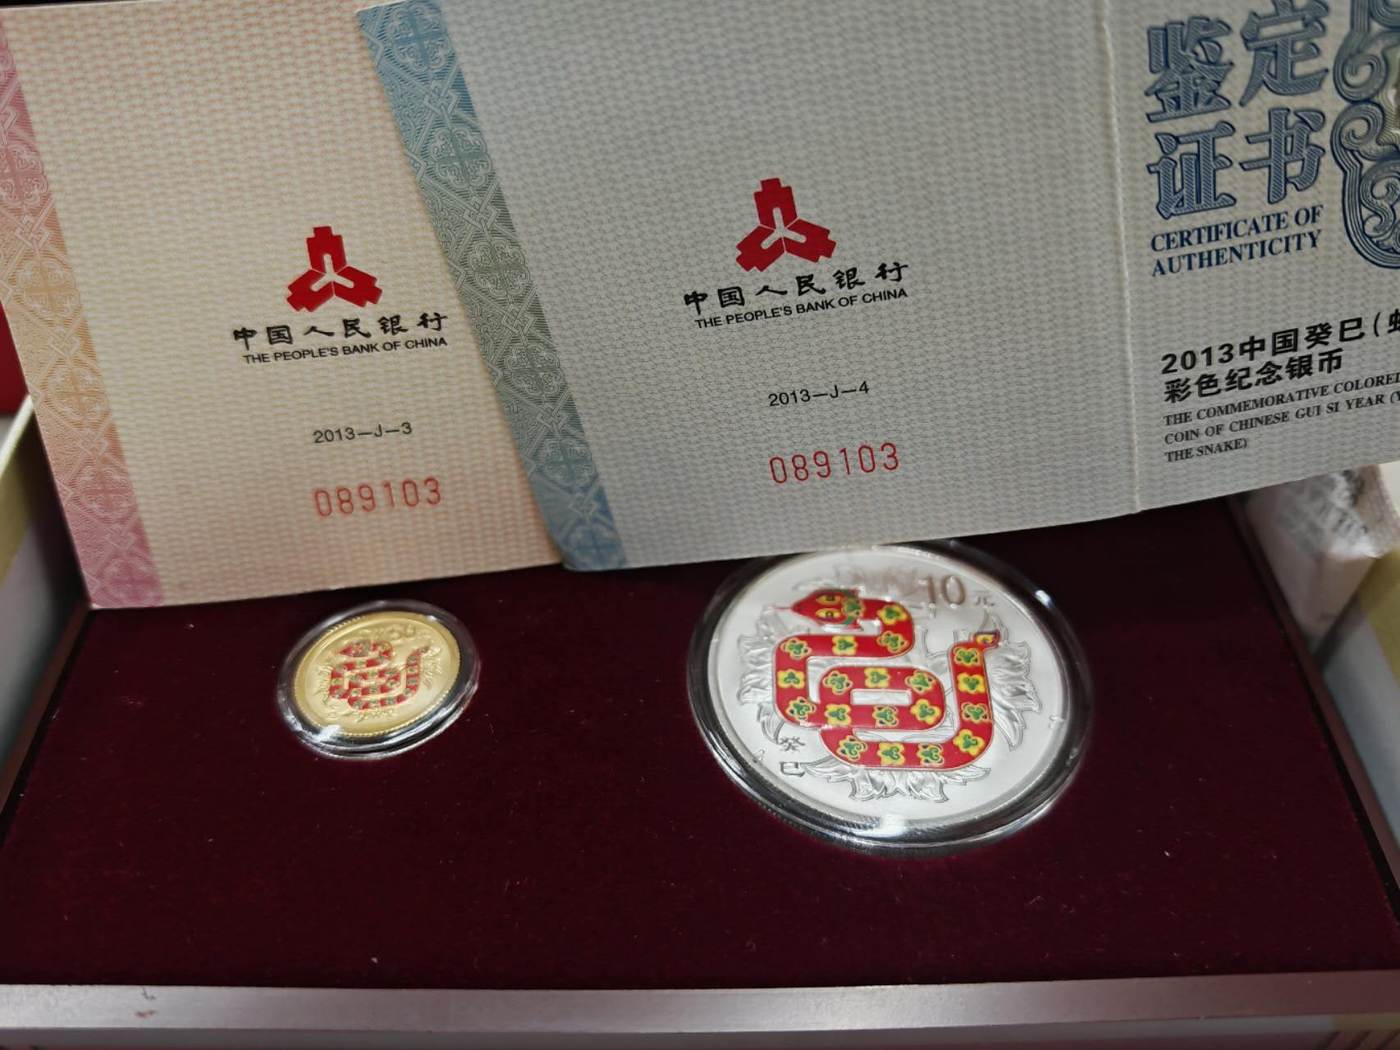 中国人民银行
THE PEOPLE'S BANK OF CHINA
2013-J-3
089103
中国人民银行
THE PEOPLE'S BANK OF CHINA
2013-J-4
089103
鉴定
证书
CERTIFICATE OF
AUTHENTICITY
2013中国癸巳(
彩色纪念银币
THE COMMEMORATIVE COLORED
COIN OF CHINESE GUI SI YEAR (
THE SNAKE)
50
10元
癸
巳